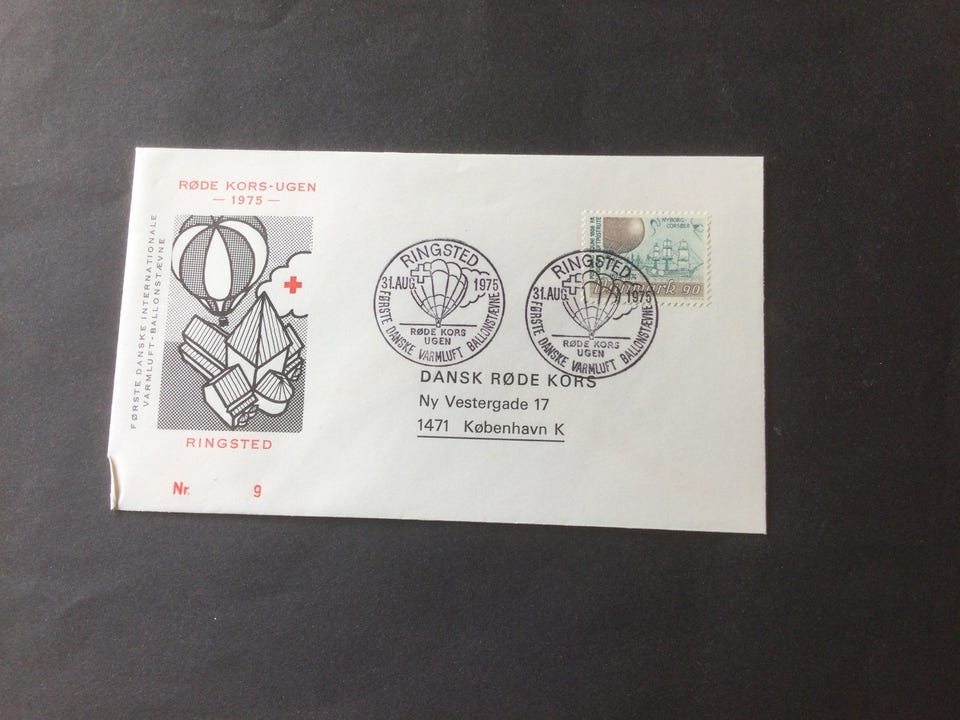 RØDE KORS-UGEN
— 1975 —
FØRSTE DANSKE INTERNATIONALE
VARMLUFT-BALLONSTÆVNE
RINGSTED
Nr. 9
RINGSTED
31.AUG. 1975
FØRSTE DANSKE VARMLUFT BALLONSTÆVNE
RØDE KORS
UGEN
RINGSTED
31.AUG. 1975
FØRSTE DANSKE VARMLUFT BALLONSTÆVNE
RØDE KORS
UGEN
NYBORG-
CORSØER
Danmark 90
DANSK RØDE KORS
Ny Vestergade 17
1471 København K